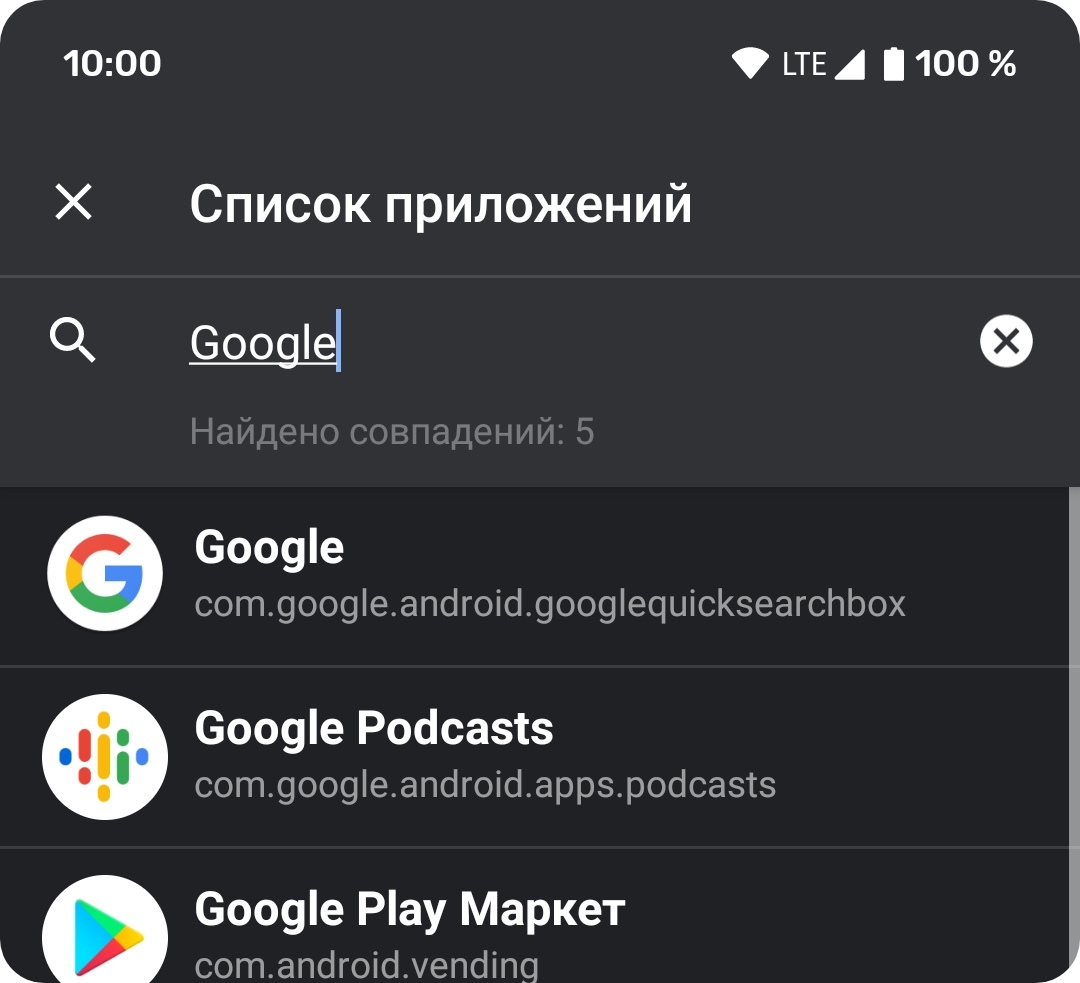 10:00 LTE 100 %
Список приложений
Google
Найдено совпадений: 5
Google
com.google.android.googlequicksearchbox
Google Podcasts
com.google.android.apps.podcasts
Google Play Маркет
com.android.vending